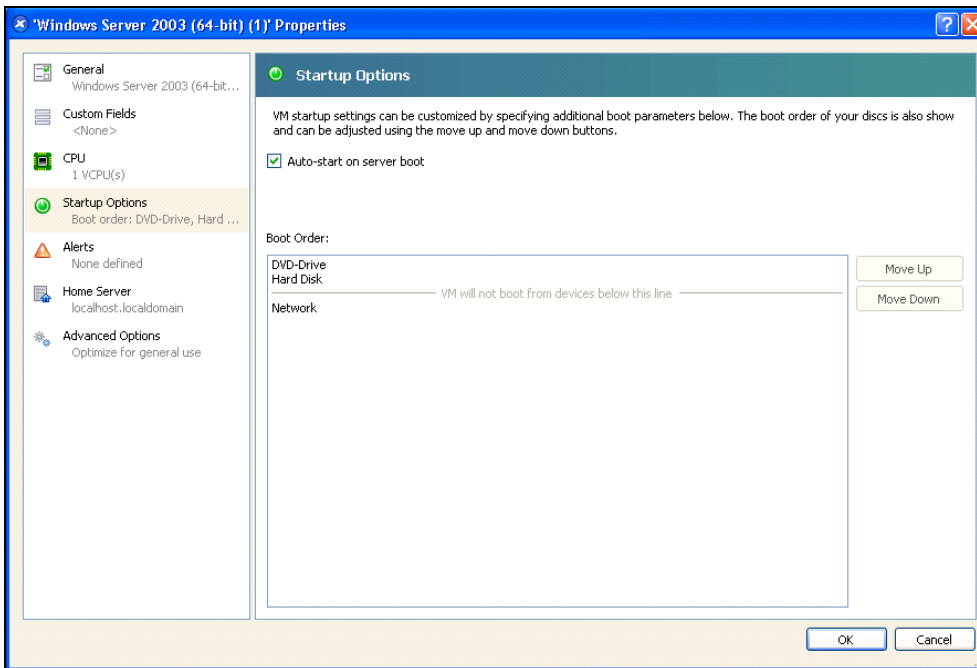 'Windows Server 2003 (64-bit) (1)' Properties
General
Windows Server 2003 (64-bit...
Custom Fields
<None>
CPU
1 VCPU(s)
Startup Options
Boot order: DVD-Drive, Hard ...
Alerts
None defined
Home Server
localhost.localdomain
Advanced Options
Optimize for general use
Startup Options
VM startup settings can be customized by specifying additional boot parameters below. The boot order of your discs is also show
and can be adjusted using the move up and move down buttons.
Auto-start on server boot
Boot Order:
DVD-Drive
Hard Disk
VM will not boot from devices below this line
Network
Move Up
Move Down
OK
Cancel